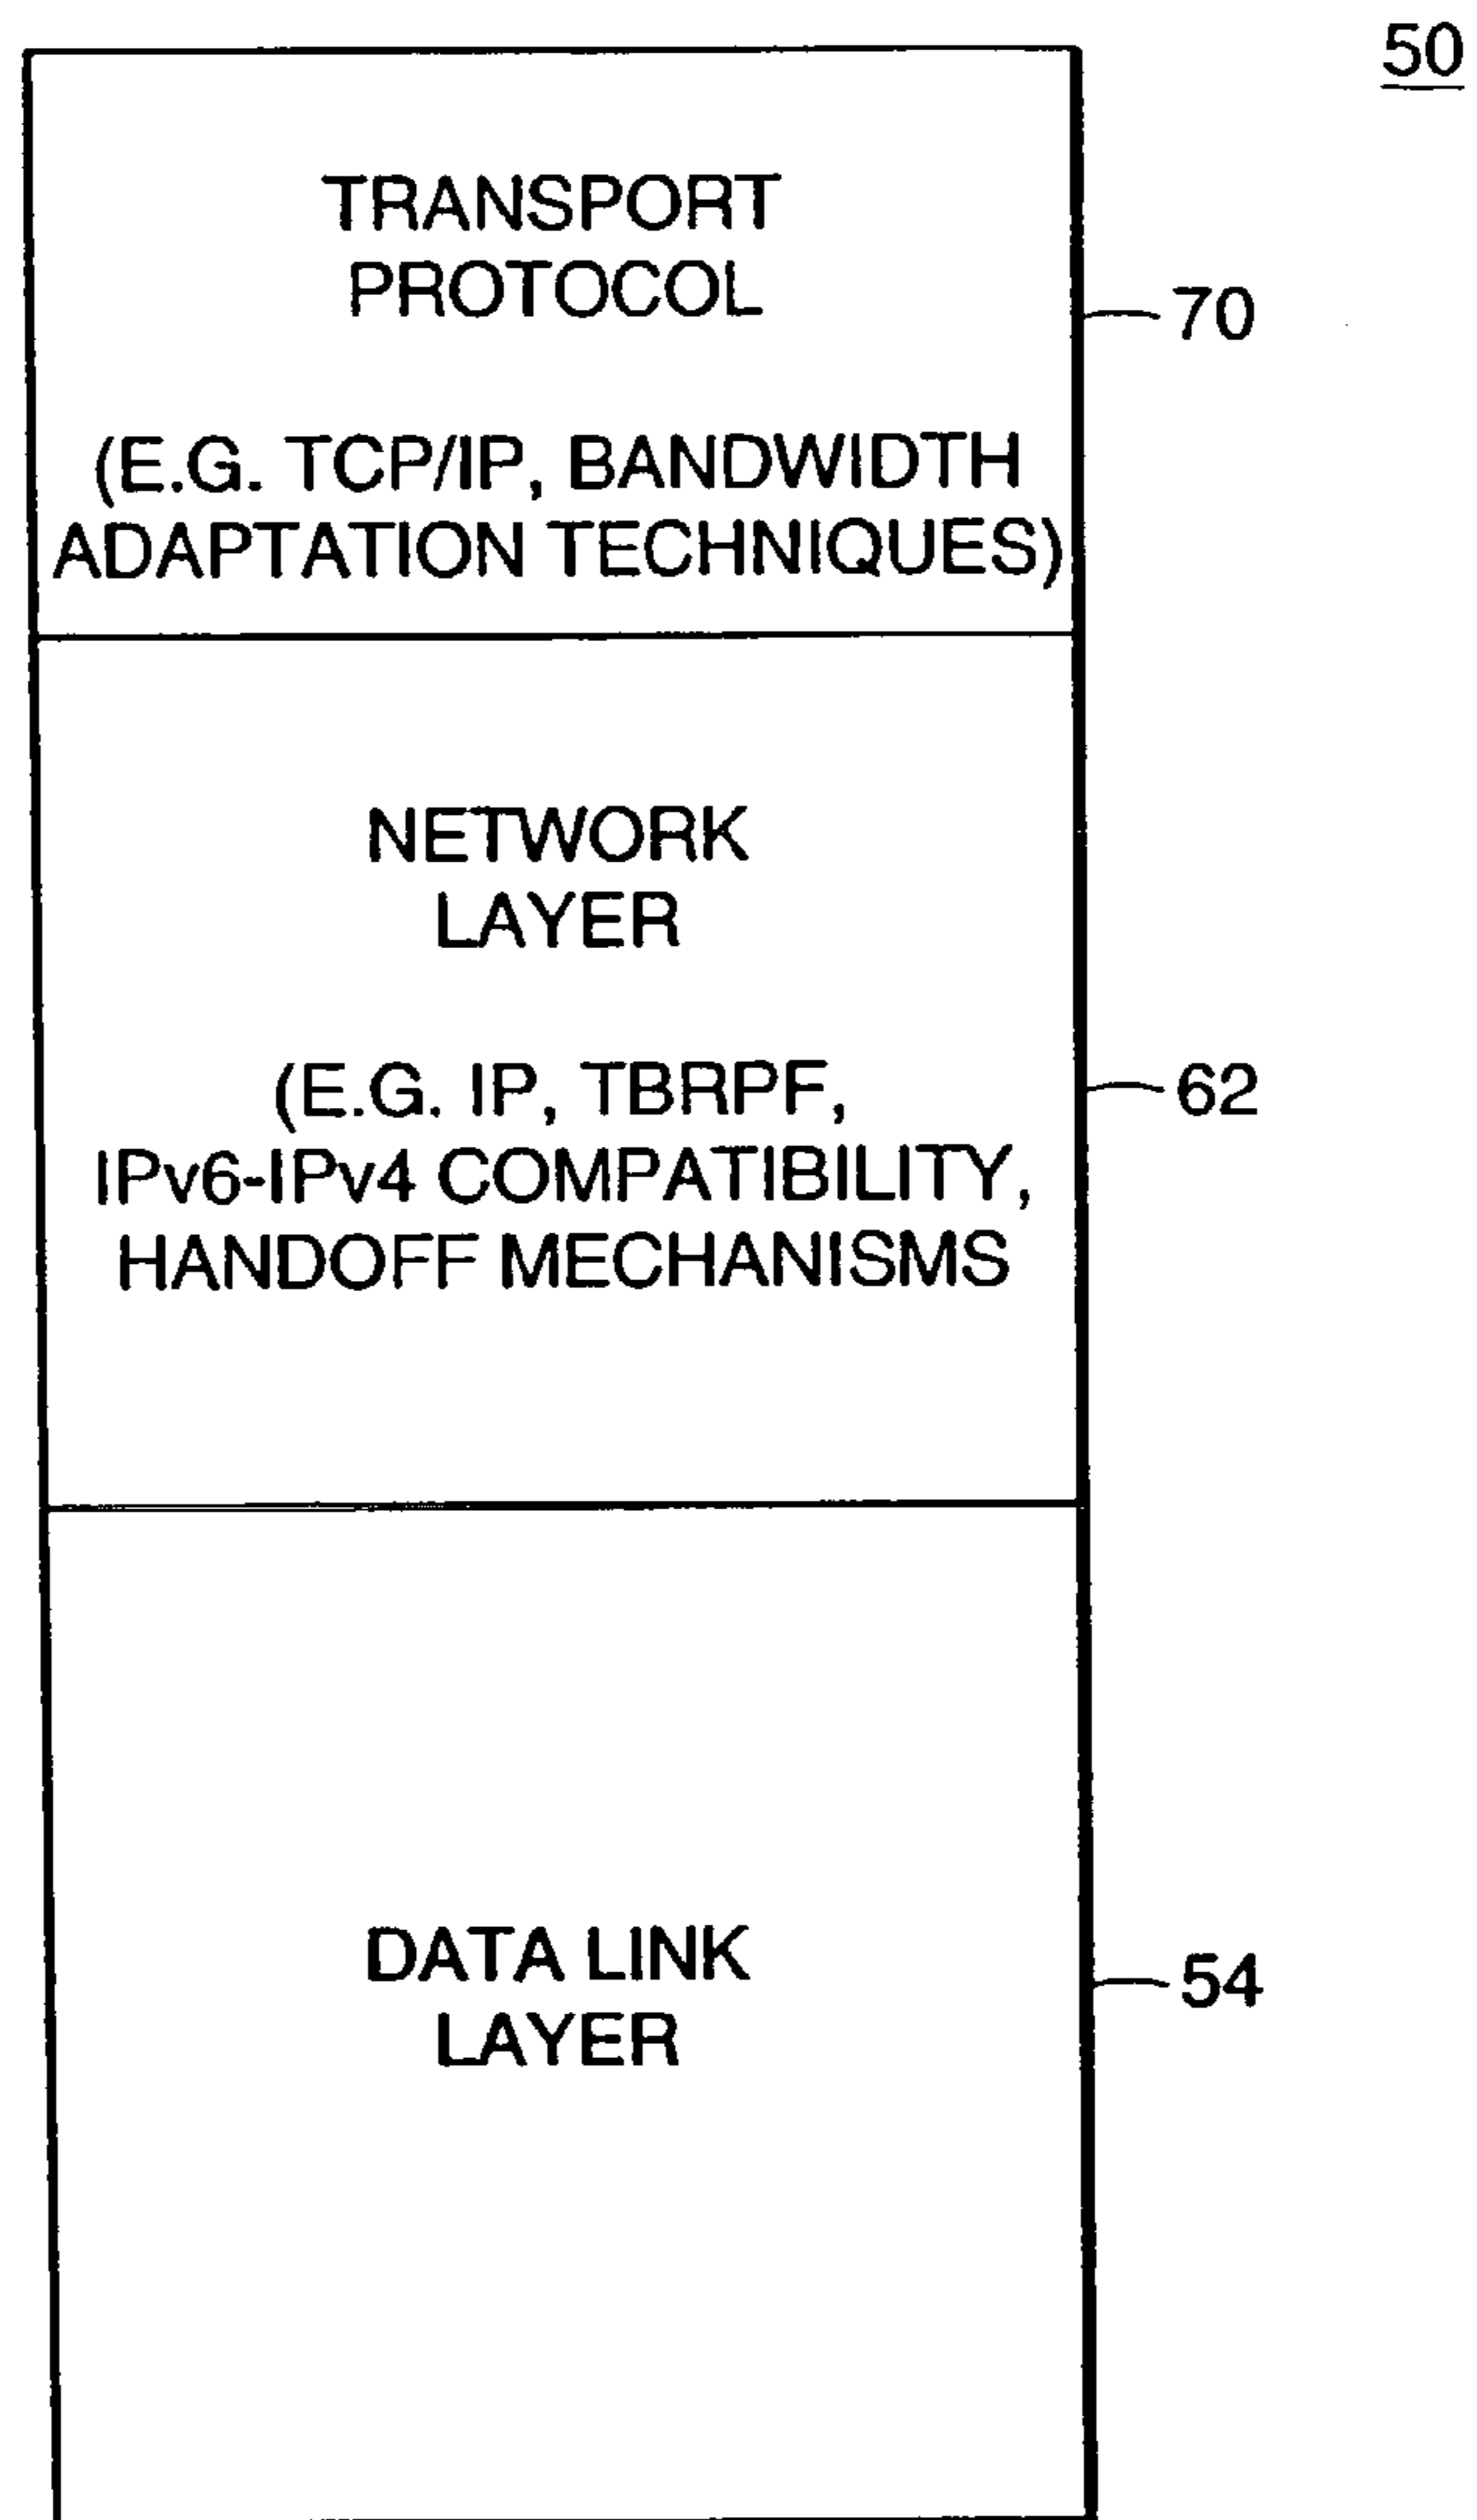 50
TRANSPORT
PROTOCOL
70
(E.G. TCP/IP, BANDWIDTH
ADAPTATION TECHNIQUES)
NETWORK
LAYER
(E.G. IP, TBRPF,
62
IPv6-IPv4 COMPATIBILITY,
HANDOFF MECHANISMS
DATA LINK
54
LAYER